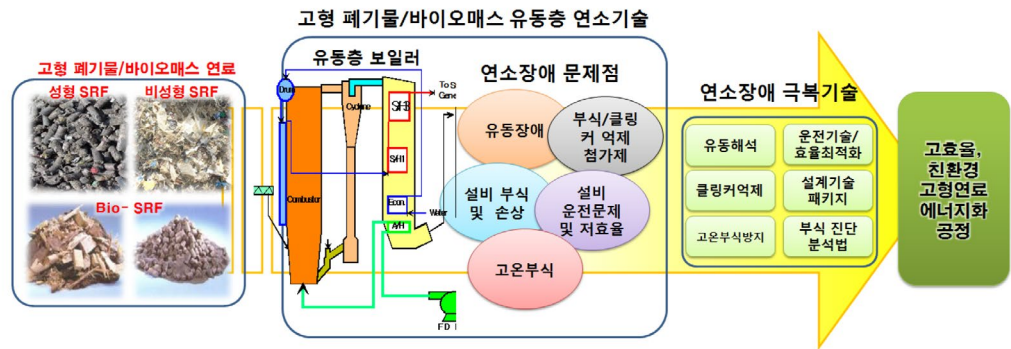 고형 폐기물/바이오매스 유동층 연소기술
고형 폐기물/바이오매스 연료
성형 SRF
비성형 SRF
Bio- SRF
유동층 보일러
Drum
Cyclone
Combustor
S/H3
S/H1
Econ.
A/H
To S
Gene
Water
FD
연소장애 문제점
유동장애
부식/클링
커 억제
첨가제
설비 부식
및 손상
설비
운전문제
및 저효율
고온부식
연소장애 극복기술
유동해석
운전기술/
효율최적화
클링커억제
설계기술
패키지
고온부식방지
부식 진단
분석법
고효율,
친환경
고형연료
에너지화
공정